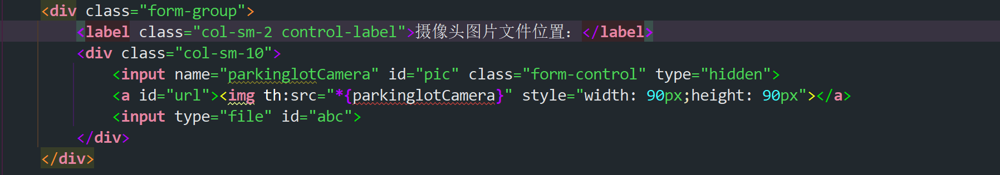 <div class="form-group">
<label class="col-sm-2 control-label">摄像头图片文件位置：</label>
<div class="col-sm-10">
<input name="parkinglotCamera" id="pic" class="form-control" type="hidden">
<a id="url"><img th:src="*{parkinglotCamera}" style="width: 90px;height: 90px"></a>
<input type="file" id="abc">
</div>
</div>